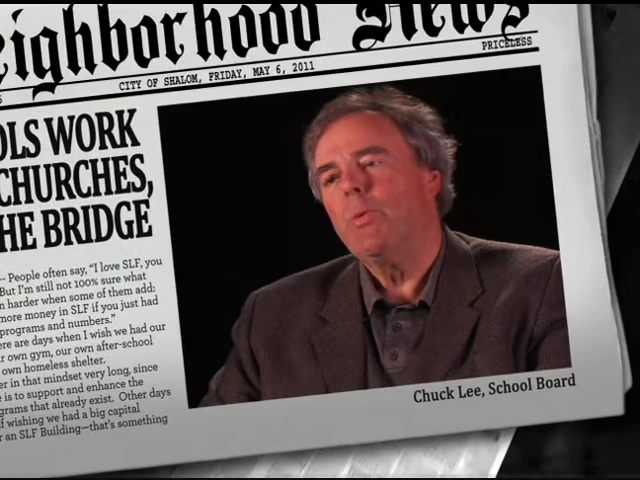 Neighborhood News
CITY OF SHALOM, FRIDAY, MAY 6, 2011
PRICELESS
OLS WORK
CHURCHES,
HE BRIDGE
— People often say, “I love SLF, you
But I’m still not 100% sure what
n harder when some of them add:
more money in SLF if you just had
programs and numbers.”
ere are days when I wish we had our
r own gym, our own after-school
own homeless shelter.
er in that mindset very long, since
e is to support and enhance the
grams that already exist. Other days
f wishing we had a big capital
r an SLF Building—that’s something
Chuck Lee, School Board